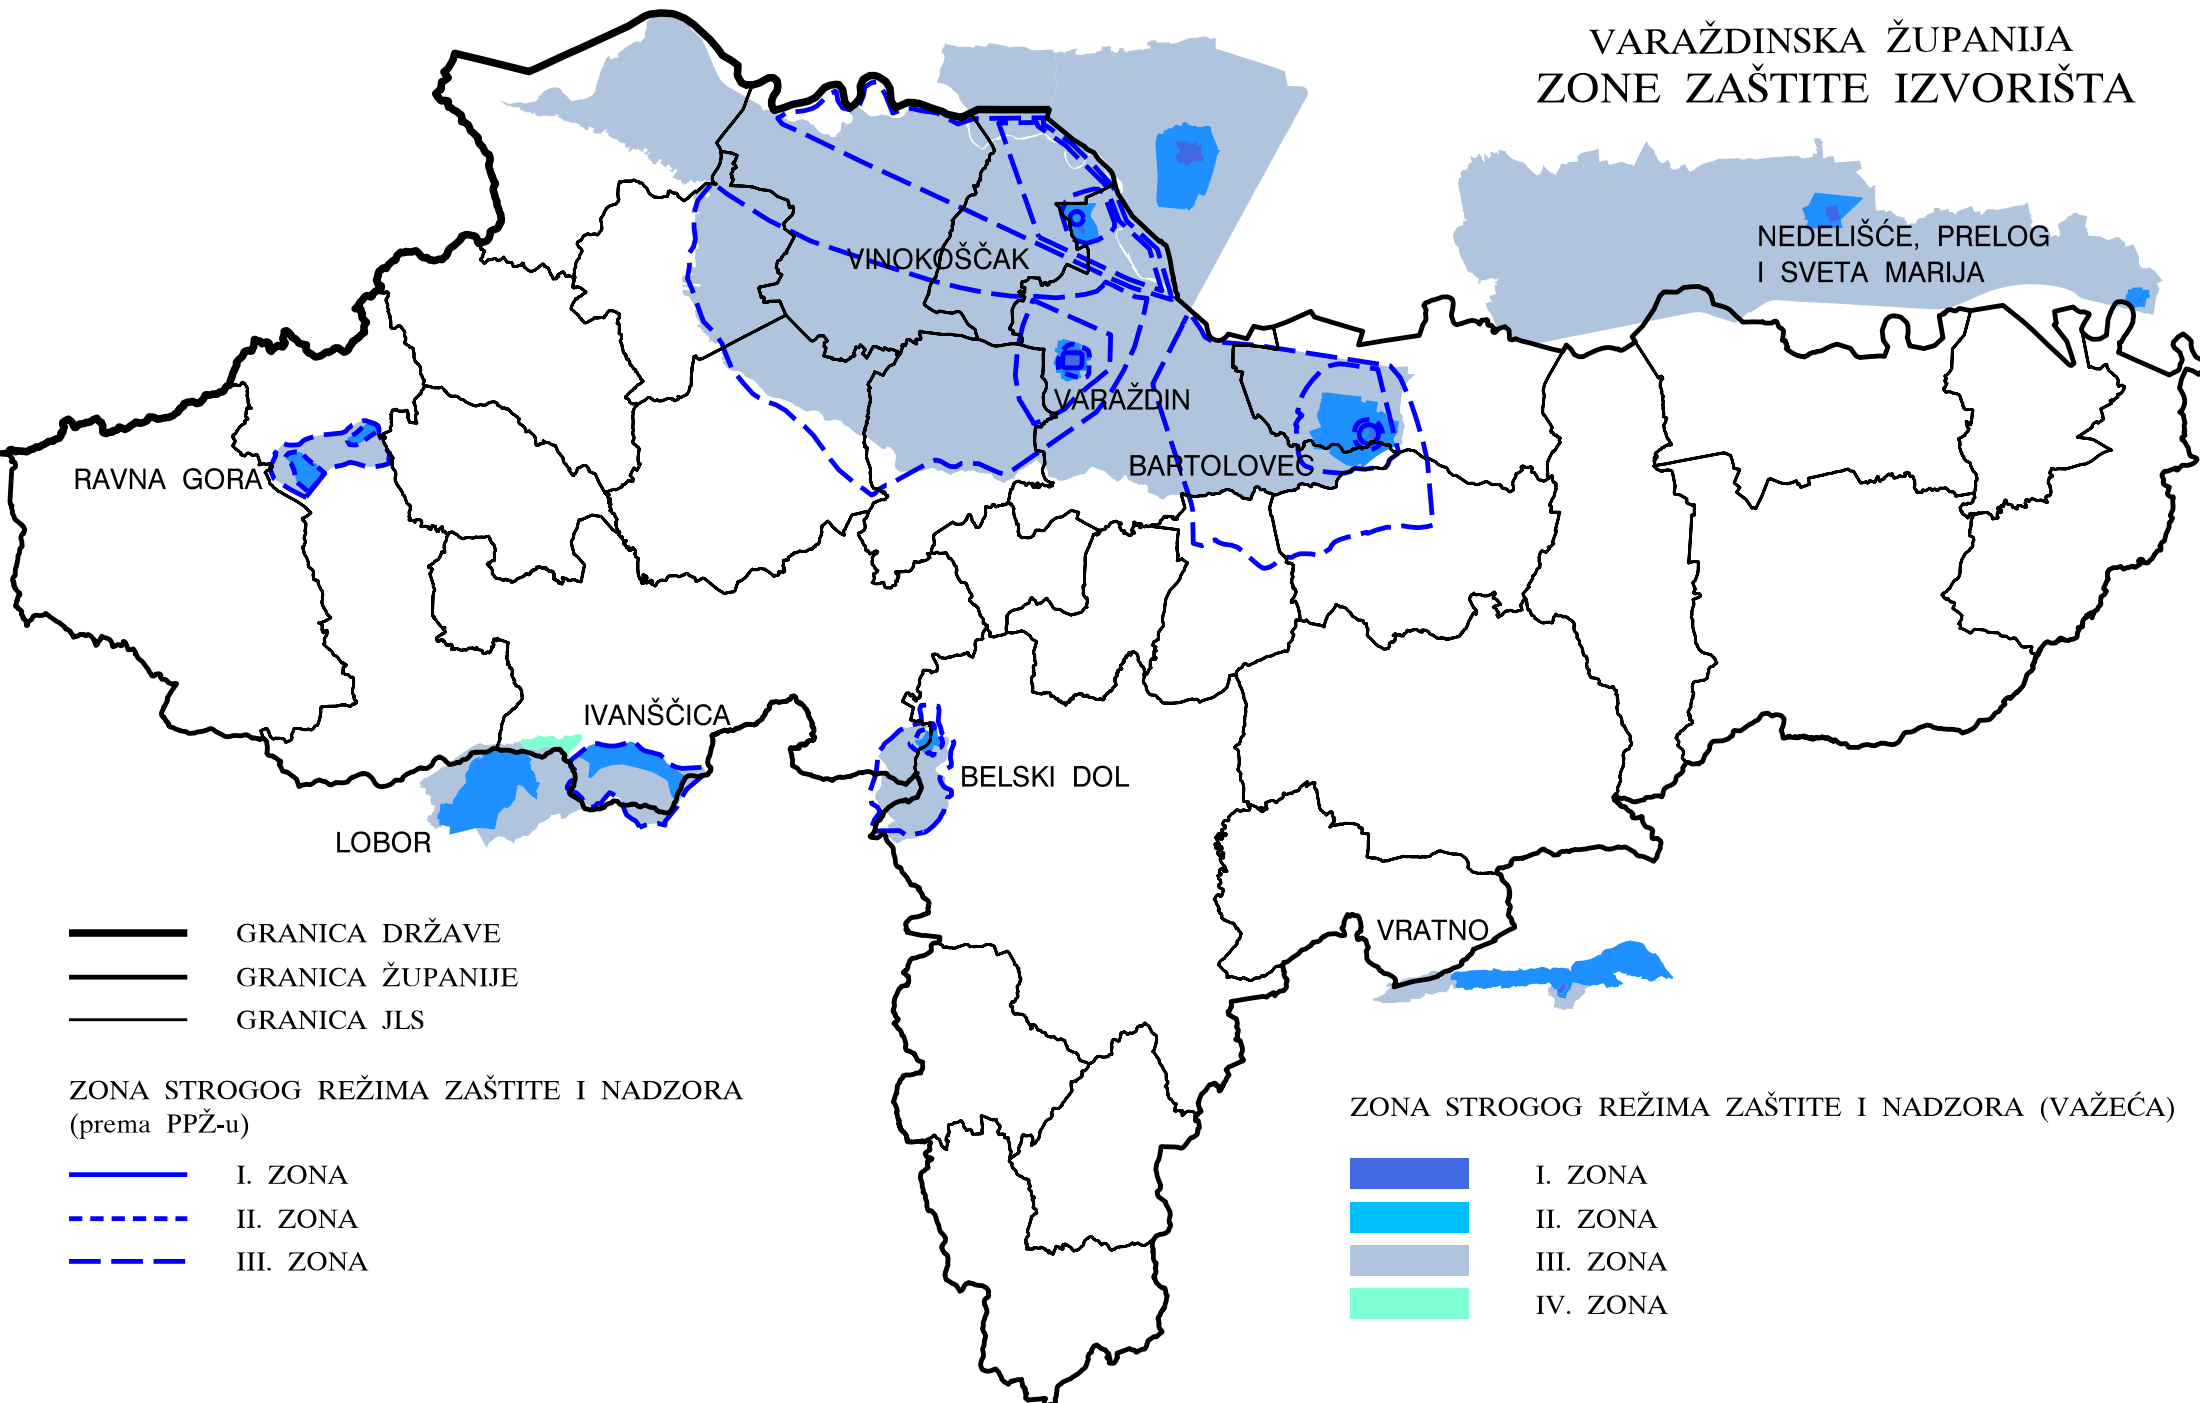 VARAŽDINSKA ŽUPANIJA
ZONE ZAŠTITE IZVORIŠTA
NEDELIŠĆE, PRELOG
I SVETA MARIJA
VINOKOŠČAK
VARAŽDIN
BARTOLOVEC
RAVNA GORA
IVANŠČICA
BELSKI DOL
LOBOR
VRATNO
GRANICA DRŽAVE
GRANICA ŽUPANIJE
GRANICA JLS
ZONA STROGOG REŽIMA ZAŠTITE I NADZORA
(prema PPŽ-u)
I. ZONA
II. ZONA
III. ZONA
ZONA STROGOG REŽIMA ZAŠTITE I NADZORA (VAŽEĆA)
I. ZONA
II. ZONA
III. ZONA
IV. ZONA